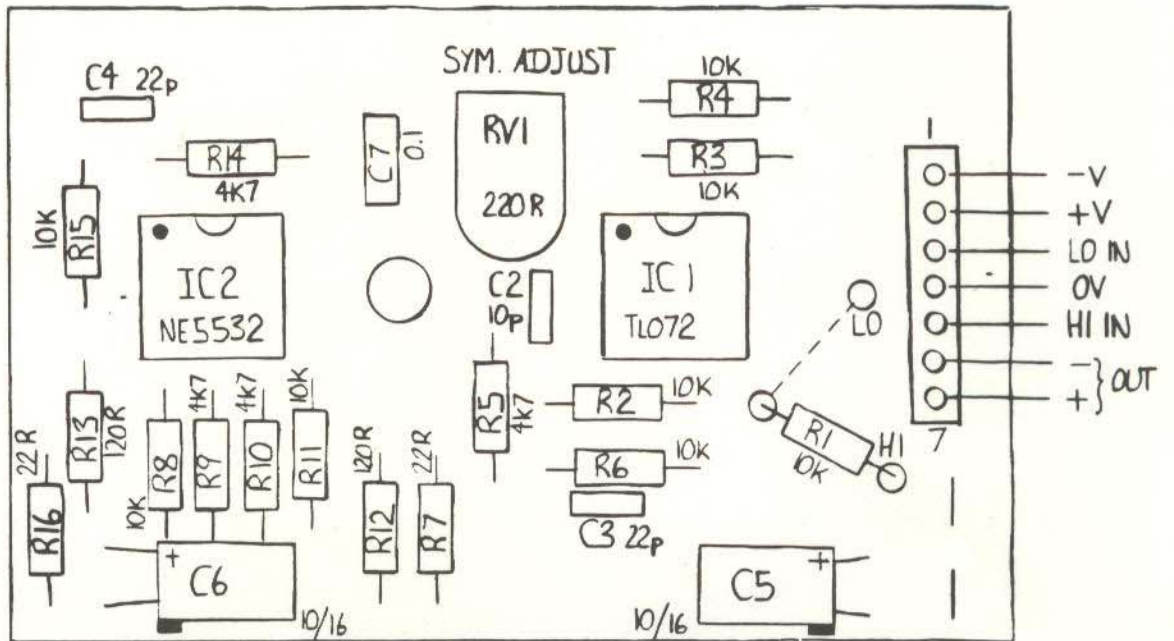 SYM. ADJUST
C4 22p
10K
R4
R14
4K7
C7
0.1
RV1
220R
R3
10K
1
-V
+V
LO IN
0V
HI IN
-
+
} OUT
7
10K
R15
IC2
NE5532
C2
10p
IC1
TL072
LO
R13
120R
10K
R8
4K7
R9
4K7
R10
10K
R11
R5
4K7
R2
10K
R1
10K
HI
R6
10K
22R
R16
120R
R12
22R
R7
C3 22p
+
C6
10/16
C5
+
10/16